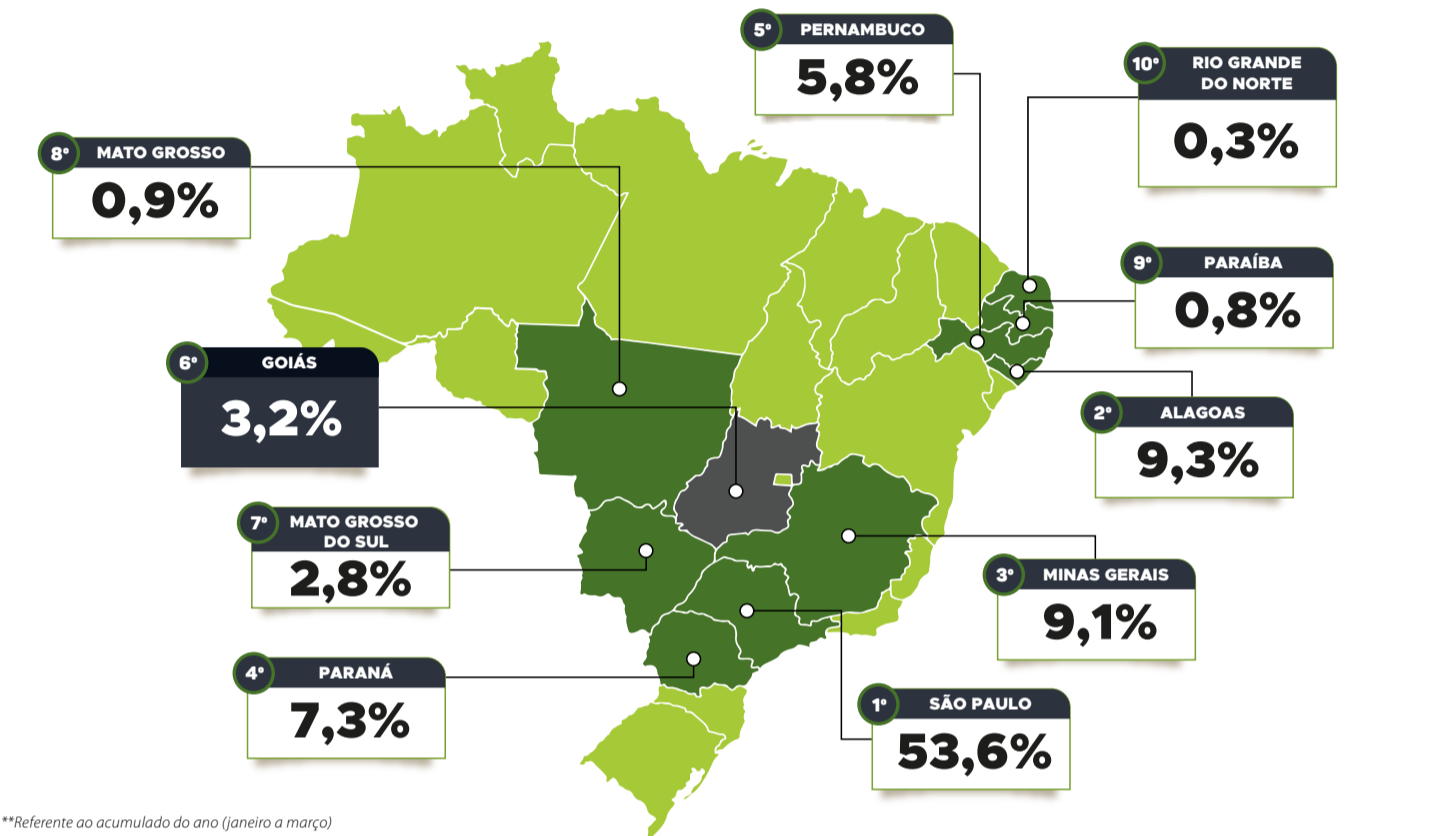 5º PERNAMBUCO
5,8%
10º RIO GRANDE
DO NORTE
0,3%
8º MATO GROSSO
0,9%
9º PARAÍBA
0,8%
6º GOIÁS
3,2%
2º ALAGOAS
9,3%
7º MATO GROSSO
DO SUL
2,8%
3º MINAS GERAIS
9,1%
4º PARANÁ
7,3%
1º SÃO PAULO
53,6%
**Referente ao acumulado do ano (janeiro a março)